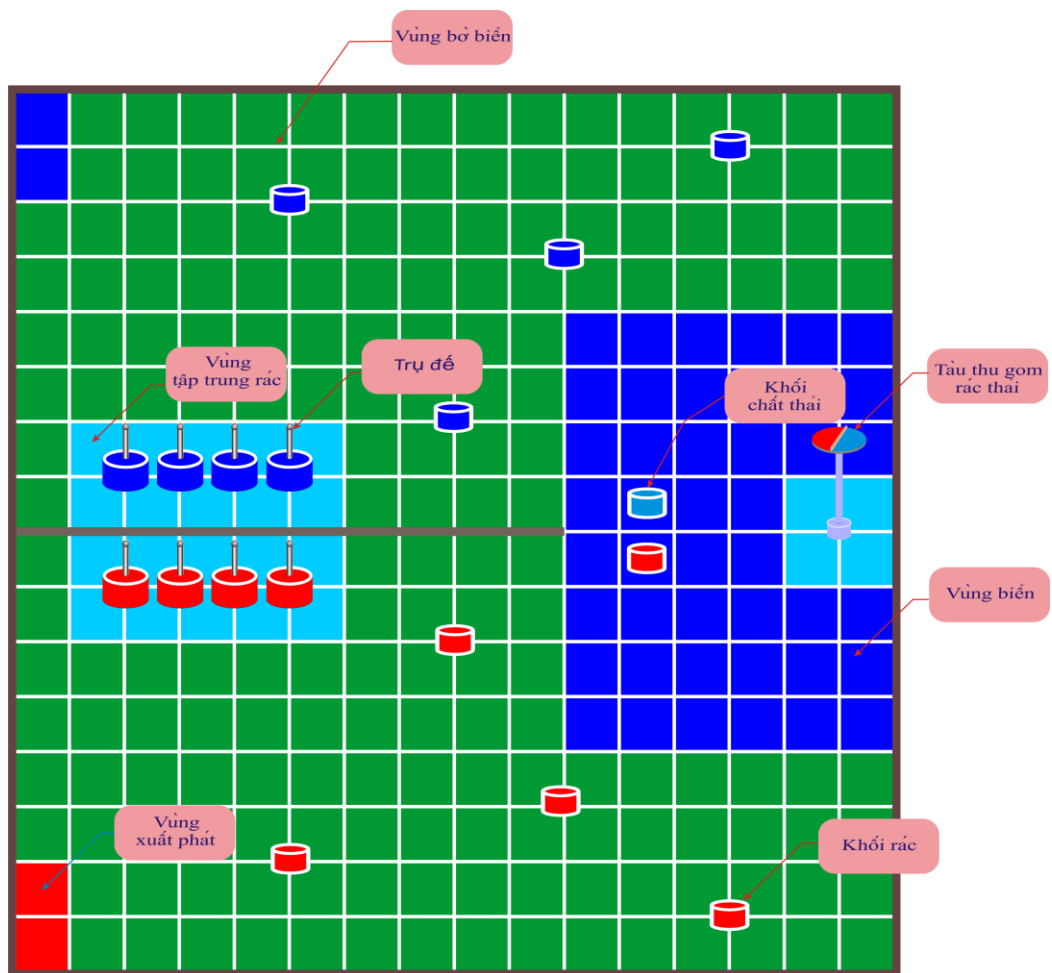 Vùng bờ biển
Vùng
tập trung rác
Trụ đế
Khối
chất thải
Tàu thu gom
rác thai
Vùng biển
Vùng
xuất phát
Khối rác